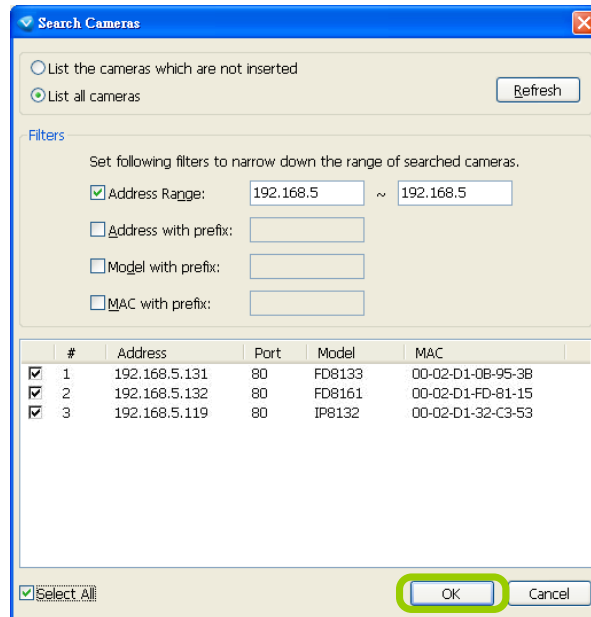 Search Cameras
List the cameras which are not inserted
List all cameras
Refresh
Filters
Set following filters to narrow down the range of searched cameras.
Address Range: 192.168.5 ~ 192.168.5
Address with prefix:
Model with prefix:
MAC with prefix:
# Address Port Model MAC
1 192.168.5.131 80 FD8133 00-02-D1-0B-95-3B
2 192.168.5.132 80 FD8161 00-02-D1-FD-81-15
3 192.168.5.119 80 IP8132 00-02-D1-32-C3-53
Select All OK Cancel